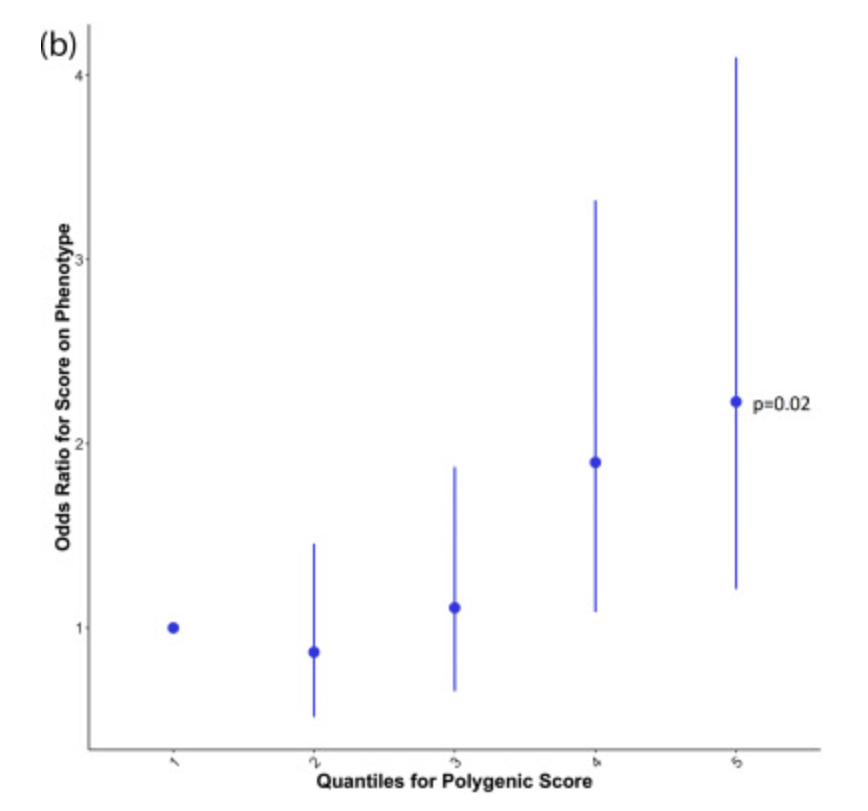 (b)
Odds Ratio for Score on Phenotype
4
3
2
1
p=0.02
1
2
3
4
5
Quantiles for Polygenic Score